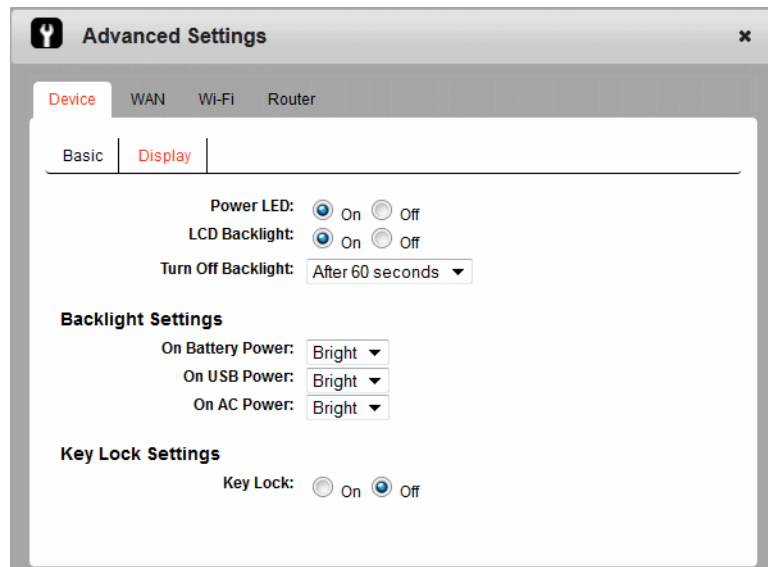 Advanced Settings
Device WAN Wi-Fi Router
Basic Display
Power LED: On Off
LCD Backlight: On Off
Turn Off Backlight: After 60 seconds
Backlight Settings
On Battery Power: Bright
On USB Power: Bright
On AC Power: Bright
Key Lock Settings
Key Lock: On Off